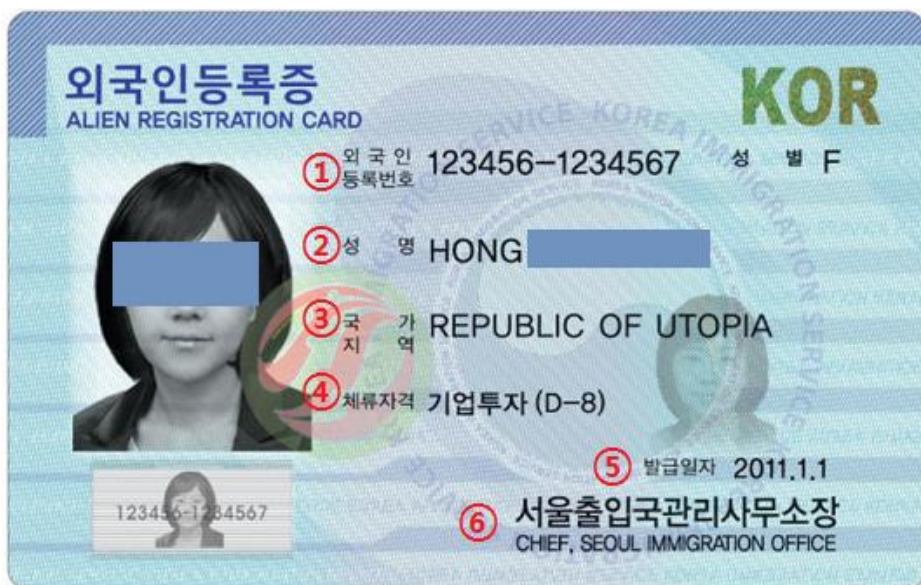 외국인등록증
KOR
ALIEN REGISTRATION CARD
① 외국인 등록번호 123456-1234567 성 별 F
② 성 명 HONG
③ 국 가 지 역 REPUBLIC OF UTOPIA
④ 체류자격 기업투자 (D-8)
⑤ 발급일자 2011.1.1
123456-1234567
⑥ 서울출입국관리사무소장
CHIEF, SEOUL IMMIGRATION OFFICE